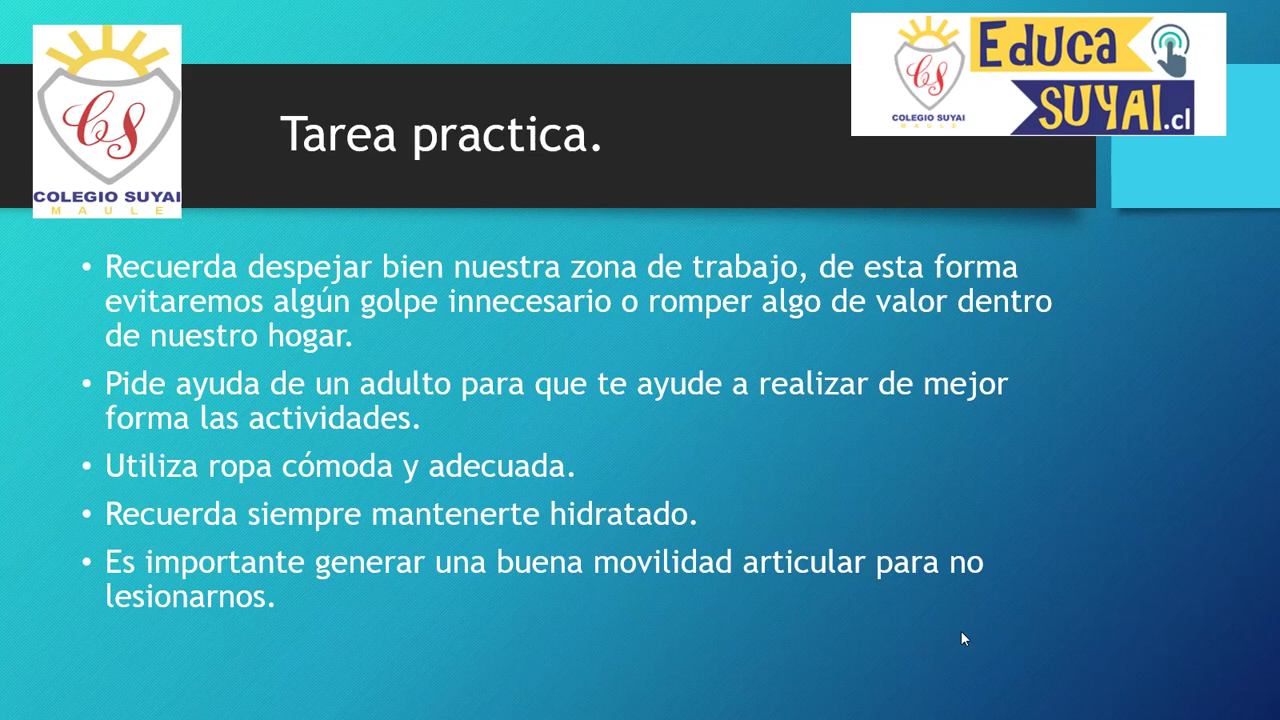 CS
COLEGIO SUYAI
MAULE
Tarea practica.
CS
COLEGIO SUYAI
MAULE
Educa
SUYAI.cl
• Recuerda despejar bien nuestra zona de trabajo, de esta forma
evitaremos algún golpe innecesario o romper algo de valor dentro
de nuestro hogar.
• Pide ayuda de un adulto para que te ayude a realizar de mejor
forma las actividades.
• Utiliza ropa cómoda y adecuada.
• Recuerda siempre mantenerte hidratado.
• Es importante generar una buena movilidad articular para no
lesionarnos.